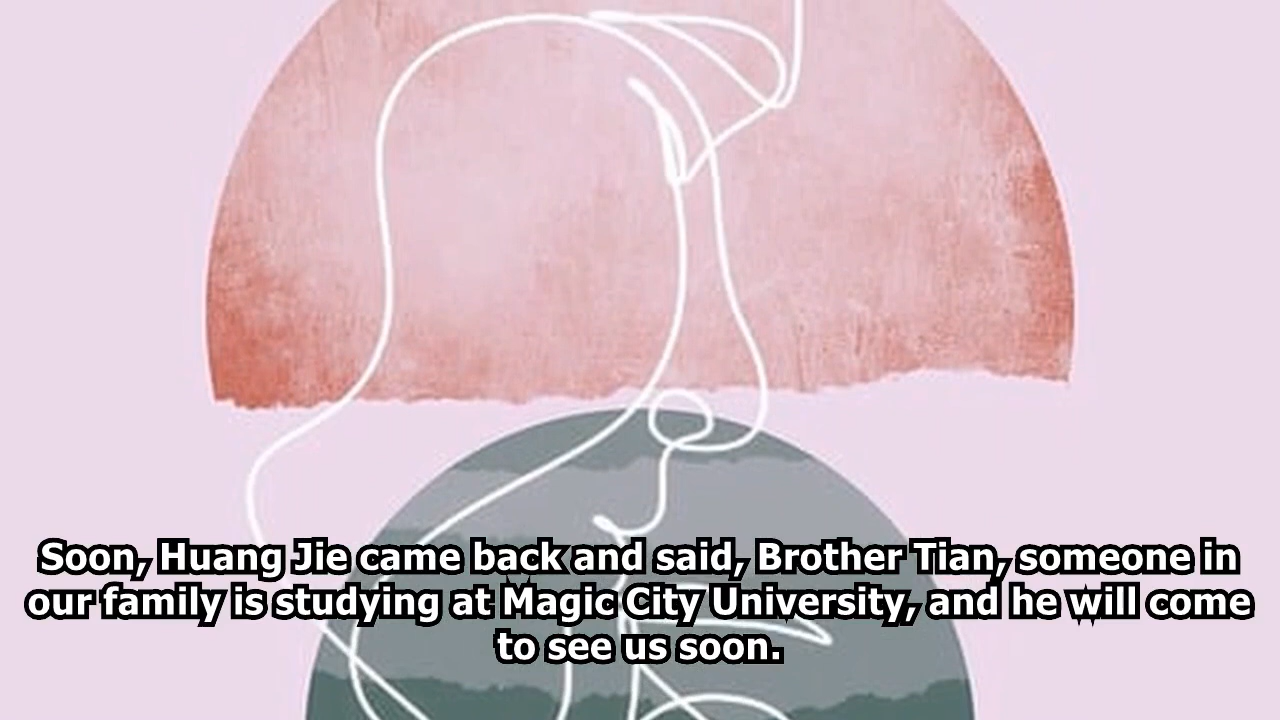 Soon, Huang Jie came back and said, Brother Tian, someone in
our family is studying at Magic City University, and he will come
to see us soon.